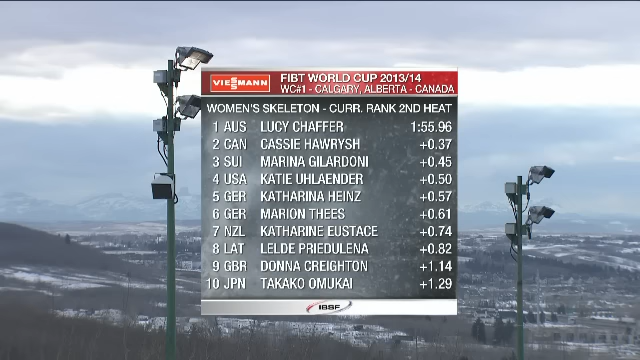 VIESMANN
FIBT WORLD CUP 2013/14
WC#1 - CALGARY, ALBERTA - CANADA
WOMEN'S SKELETON - CURR. RANK 2ND HEAT
1 AUS LUCY CHAFFER 1:55.96
2 CAN CASSIE HAWRYSH +0.37
3 SUI MARINA GILARDONI +0.45
4 USA KATIE UHLAENDER +0.50
5 GER KATHARINA HEINZ +0.57
6 GER MARION THEES +0.61
7 NZL KATHARINE EUSTACE +0.74
8 LAT LELDE PRIEDULENA +0.82
9 GBR DONNA CREIGHTON +1.14
10 JPN TAKAKO OMUKAI +1.29
IBSF